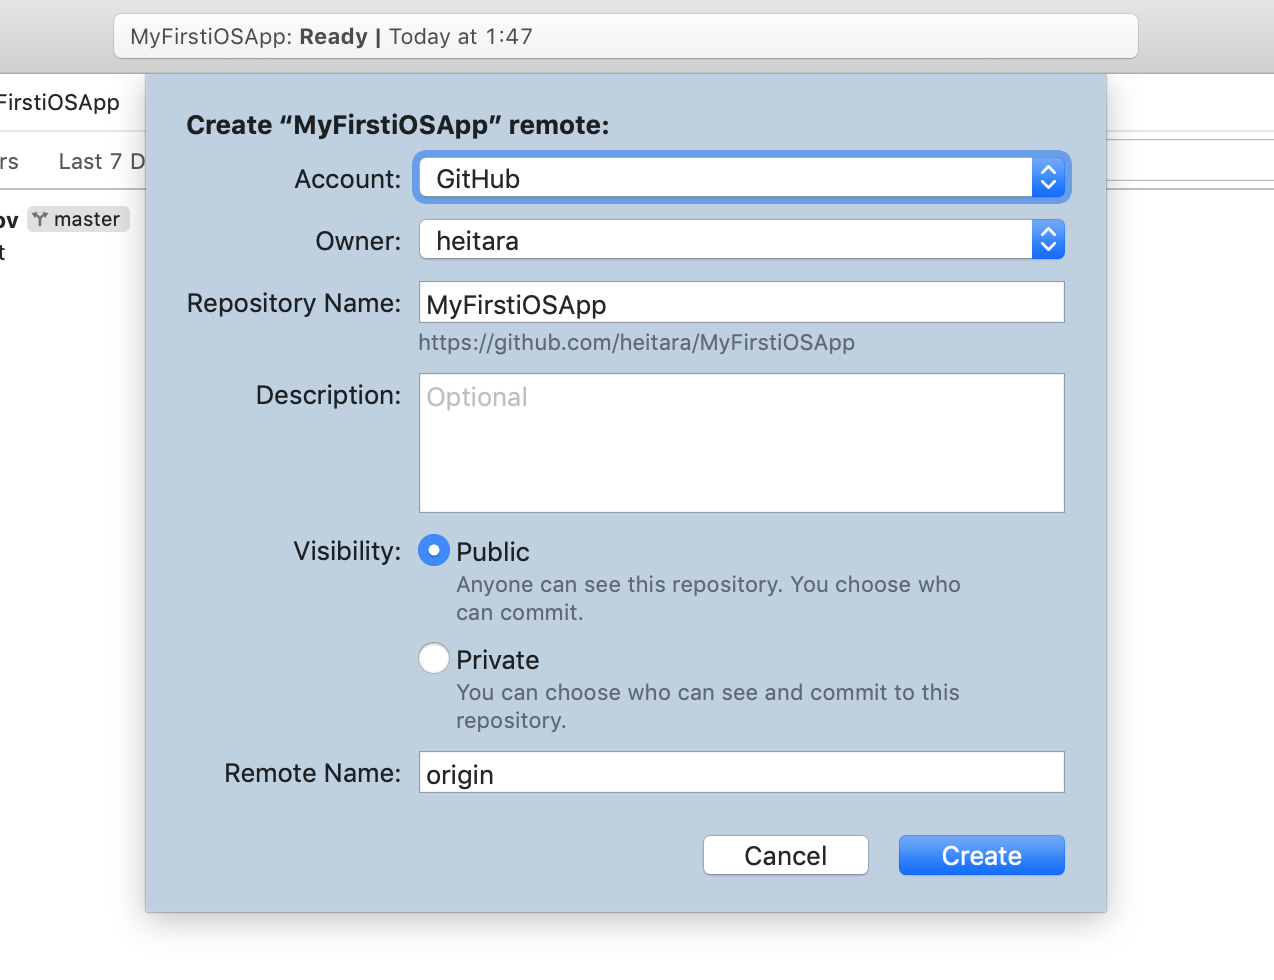 MyFirstiOSApp: Ready | Today at 1:47
FirstiOSApp
Create “MyFirstiOSApp” remote:
Account: GitHub
rs Last 7 D
Owner: heitara
master
Repository Name: MyFirstiOSApp
https://github.com/heitara/MyFirstiOSApp
Description: Optional
Visibility: Public
Anyone can see this repository. You choose who
can commit.
Private
You can choose who can see and commit to this
repository.
Remote Name: origin
Cancel Create